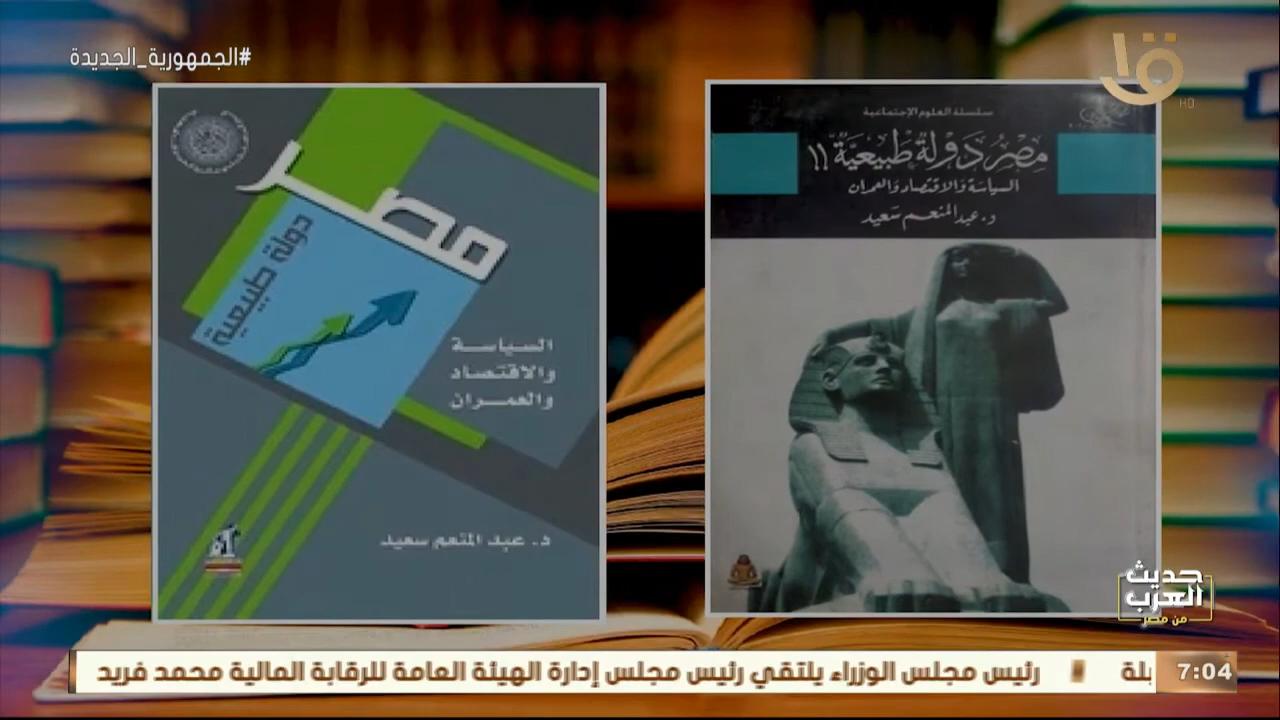 #الجمهورية_الجديدة
HD
سلسلة العلوم الاجتماعية
مصر دولة طبيعية !!
السياسة والاقتصاد والعمران
د. عبد المنعم سعيد
مصر
دولة طبيعية
السياسة
والاقتصاد
والعمران
د. عبد المنعم سعيد
حديث
العرب
من مصر
7:04
بلة
رئيس مجلس الوزراء يلتقي رئيس مجلس إدارة الهيئة العامة للرقابة المالية محمد فريد